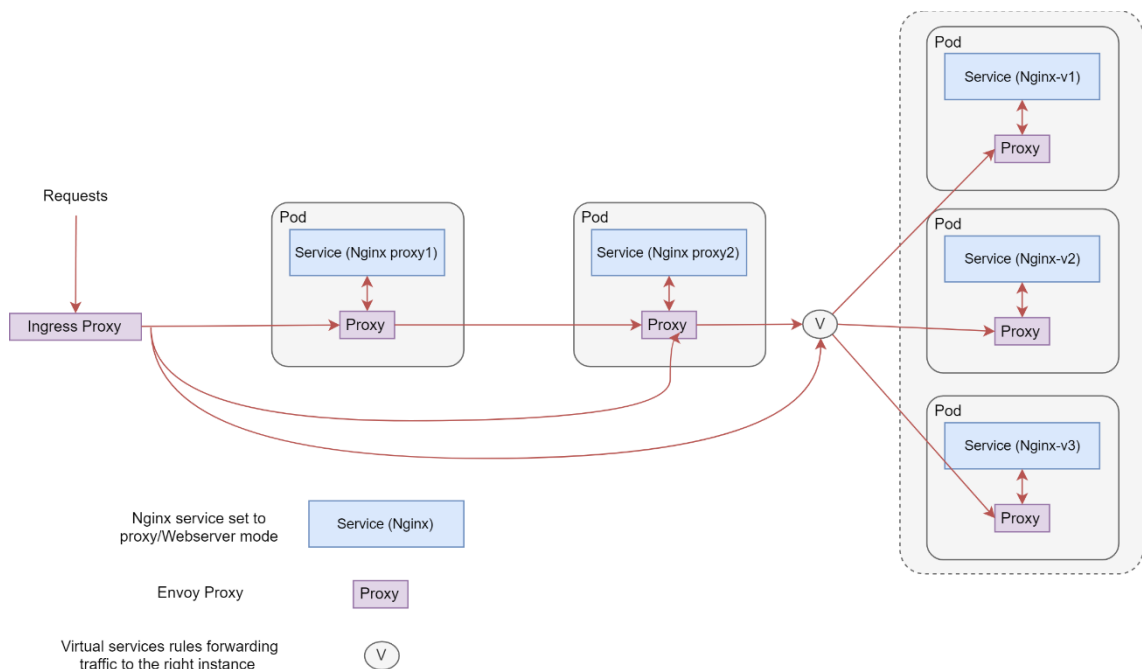 Pod
Service (Nginx-v1)
Proxy
Requests
Pod
Service (Nginx proxy1)
Proxy
Pod
Service (Nginx proxy2)
Proxy
Ingress Proxy
V
Pod
Service (Nginx-v2)
Proxy
Pod
Service (Nginx-v3)
Proxy
Nginx service set to
proxy/Webserver mode
Service (Nginx)
Envoy Proxy
Proxy
Virtual services rules forwarding
traffic to the right instance
V